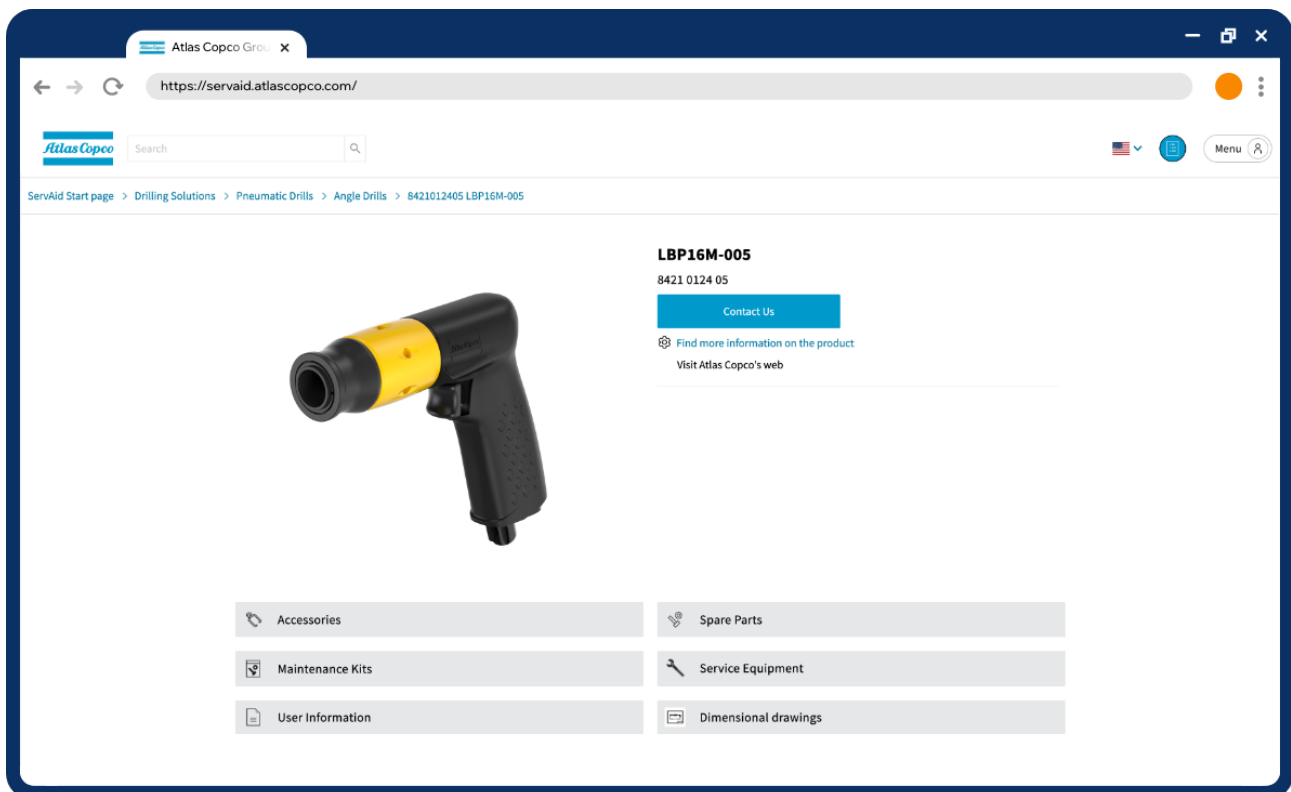 Atlas Copco Grou
https://servaid.atlascopco.com/
Atlas Copco
Search
Menu
ServAid Start page > Drilling Solutions > Pneumatic Drills > Angle Drills > 8421012405 LBP16M-005
LBP16M-005
8421 0124 05
Contact Us
Find more information on the product
Visit Atlas Copco's web
Accessories
Spare Parts
Maintenance Kits
Service Equipment
User Information
Dimensional drawings